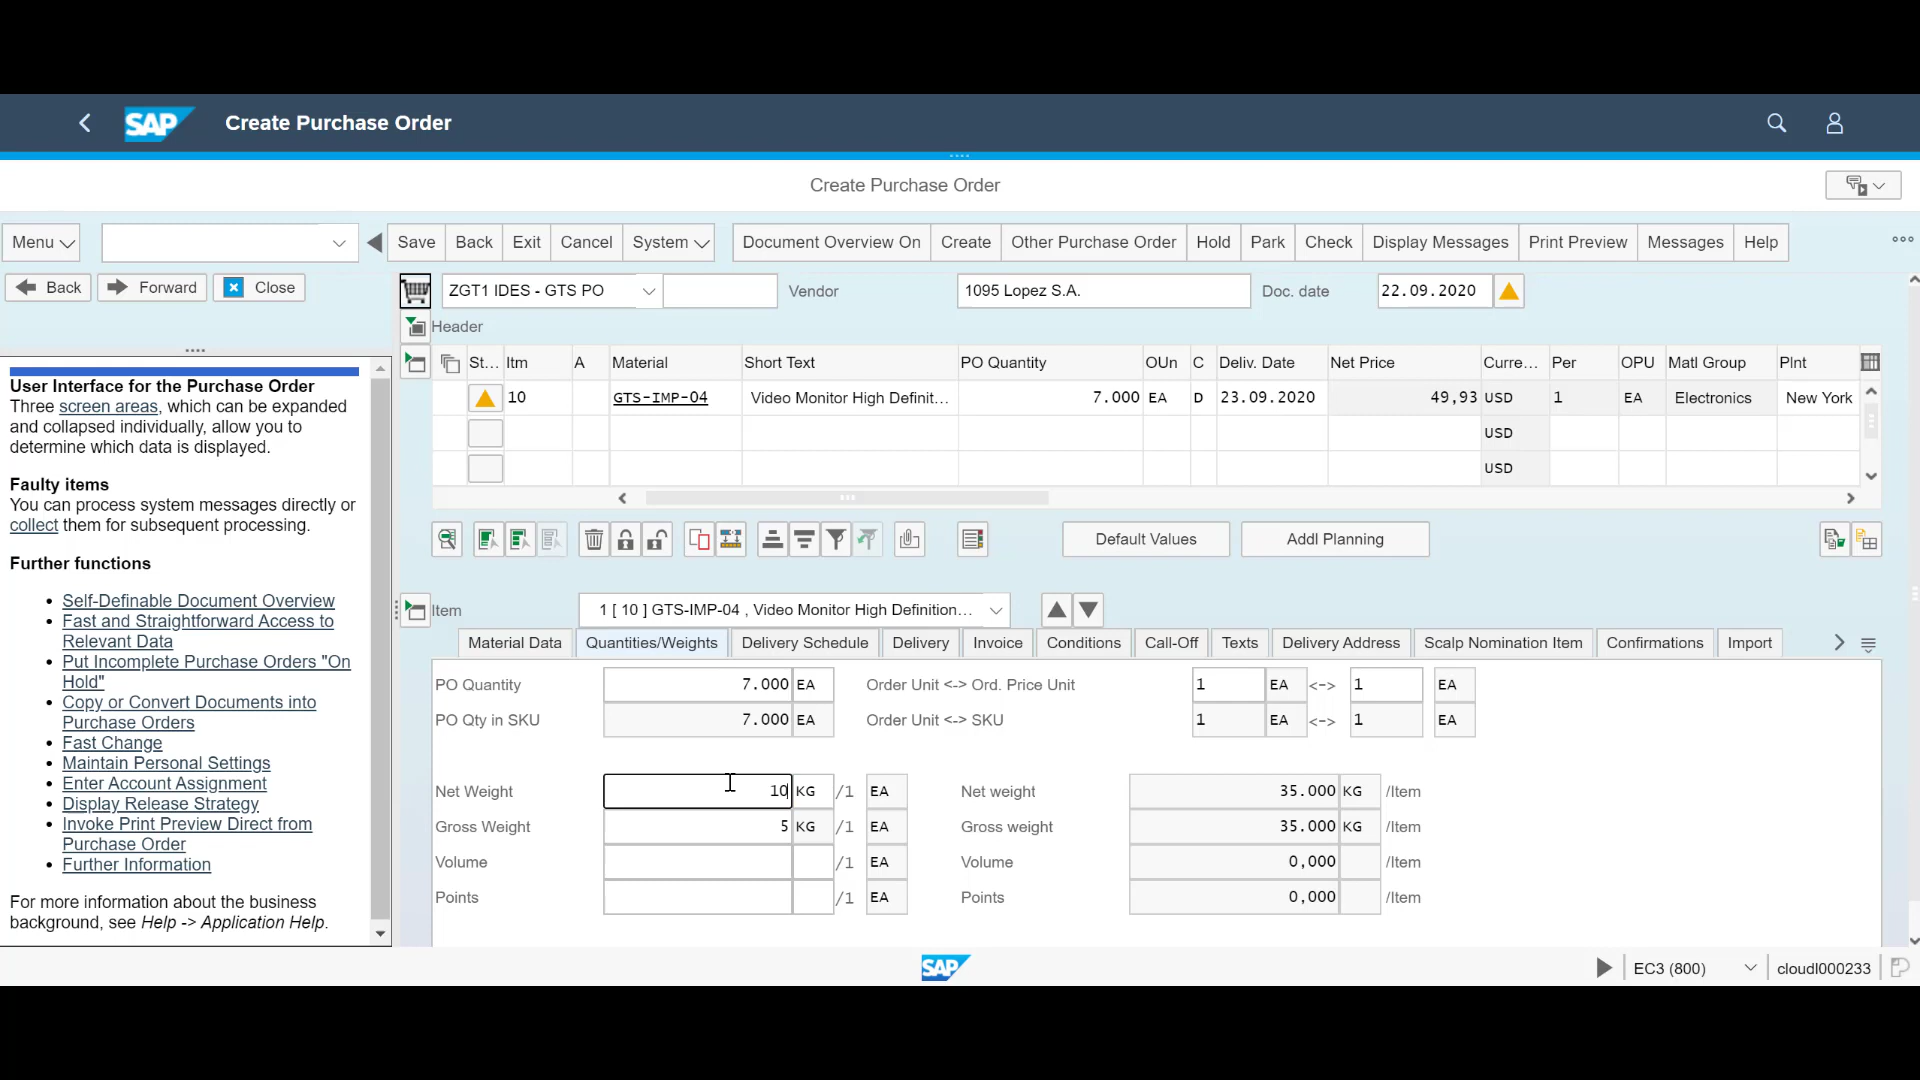 SAP Create Purchase Order
Create Purchase Order
Menu Save Back Exit Cancel System Document Overview On Create Other Purchase Order Hold Park Check Display Messages Print Preview Messages Help
Back Forward Close
ZGT1 IDES - GTS PO Vendor 1095 Lopez S.A. Doc. date 22.09.2020
Header
St... Itm A Material Short Text PO Quantity OUn C Deliv. Date Net Price Curre... Per OPU Matl Group Plnt
10 GTS-IMP-04 Video Monitor High Definit... 7.000 EA D 23.09.2020 49,93 USD 1 EA Electronics New York
USD
USD
Default Values Addl Planning
Item 1 [ 10 ] GTS-IMP-04 , Video Monitor High Definition...
Material Data Quantities/Weights Delivery Schedule Delivery Invoice Conditions Call-Off Texts Delivery Address Scalp Nomination Item Confirmations Import
PO Quantity 7.000 EA Order Unit <-> Ord. Price Unit 1 EA <-> 1 EA
PO Qty in SKU 7.000 EA Order Unit <-> SKU 1 EA <-> 1 EA
Net Weight 10 KG /1 EA Net weight 35.000 KG /Item
Gross Weight 5 KG /1 EA Gross weight 35.000 KG /Item
Volume /1 EA Volume 0,000 /Item
Points /1 EA Points 0,000 /Item
User Interface for the Purchase Order
Three screen areas, which can be expanded
and collapsed individually, allow you to
determine which data is displayed.
Faulty items
You can process system messages directly or
collect them for subsequent processing.
Further functions
• Self-Definable Document Overview
• Fast and Straightforward Access to
Relevant Data
• Put Incomplete Purchase Orders "On
Hold"
• Copy or Convert Documents into
Purchase Orders
• Fast Change
• Maintain Personal Settings
• Enter Account Assignment
• Display Release Strategy
• Invoke Print Preview Direct from
Purchase Order
• Further Information
For more information about the business
background, see Help -> Application Help.
SAP EC3 (800) cloudl000233